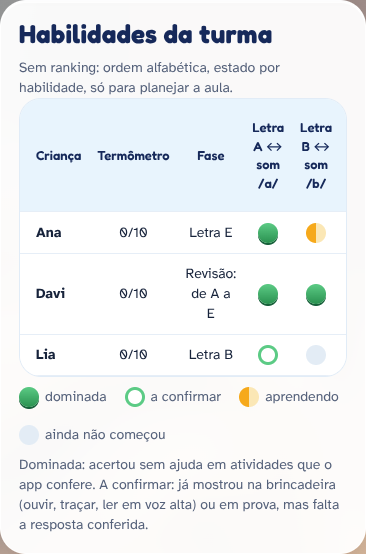 Habilidades da turma
Sem ranking: ordem alfabética, estado por
habilidade, só para planejar a aula.
Criança Termômetro Fase Letra A ↔ som /a/ Letra B ↔ som /b/
Ana 0/10 Letra E
Davi 0/10 Revisão: de A a E
Lia 0/10 Letra B
dominada a confirmar aprendendo
ainda não começou
Dominada: acertou sem ajuda em atividades que o
app confere. A confirmar: já mostrou na brincadeira
(ouvir, traçar, ler em voz alta) ou em prova, mas falta
a resposta conferida.